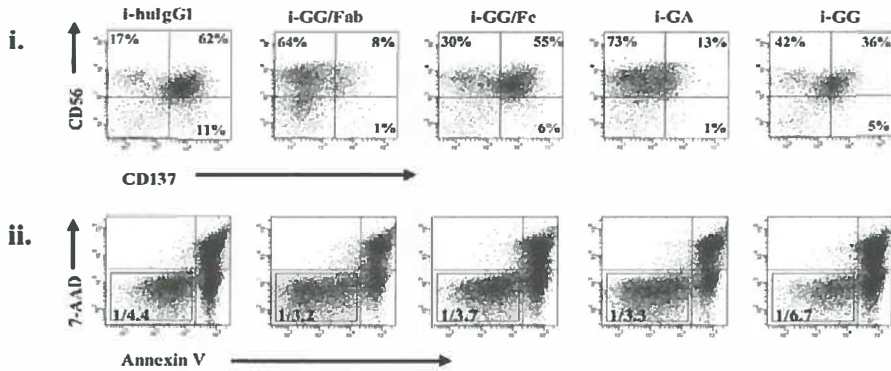 i-huIgG1 i-GG/Fab i-GG/Fc i-GA i-GG
i.
CD56
17% 62% 64% 8% 30% 55% 73% 13% 42% 36%
11% 1% 6% 1% 5%
CD137
ii.
7-AAD
1/4.4 1/3.2 1/3.7 1/3.3 1/6.7
Annexin V